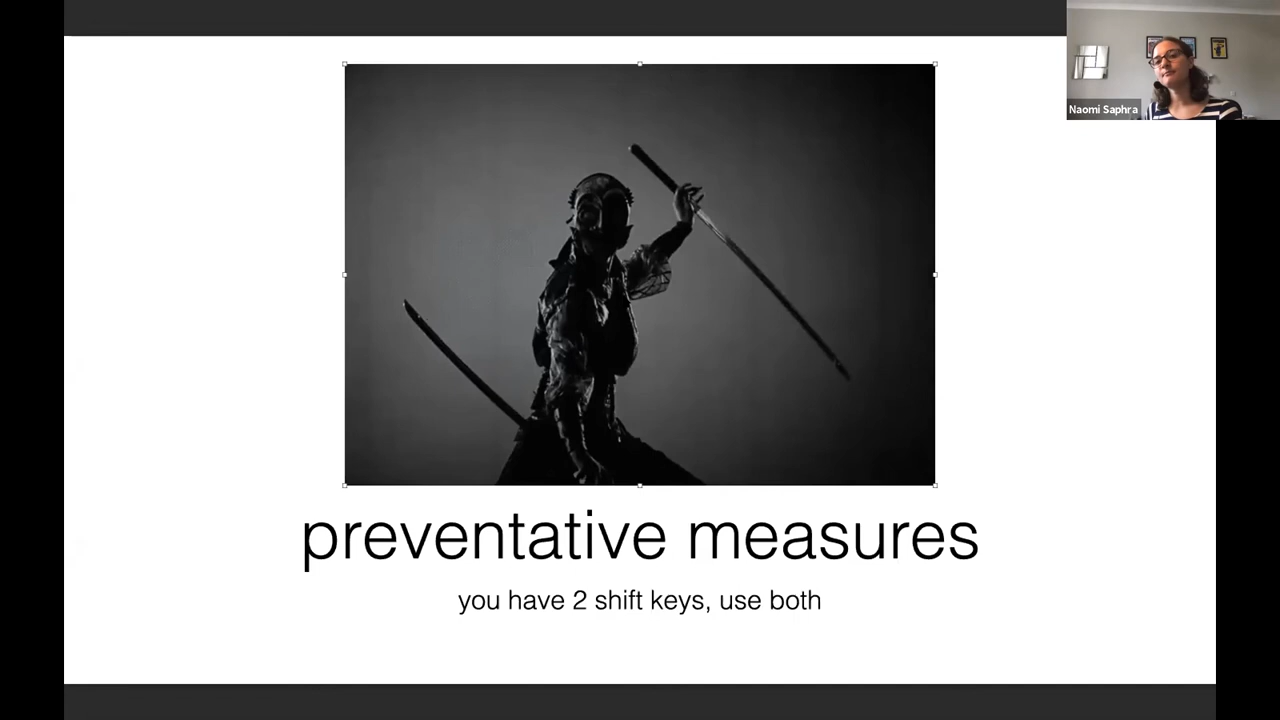 Naomi Saphra
preventative measures
you have 2 shift keys, use both